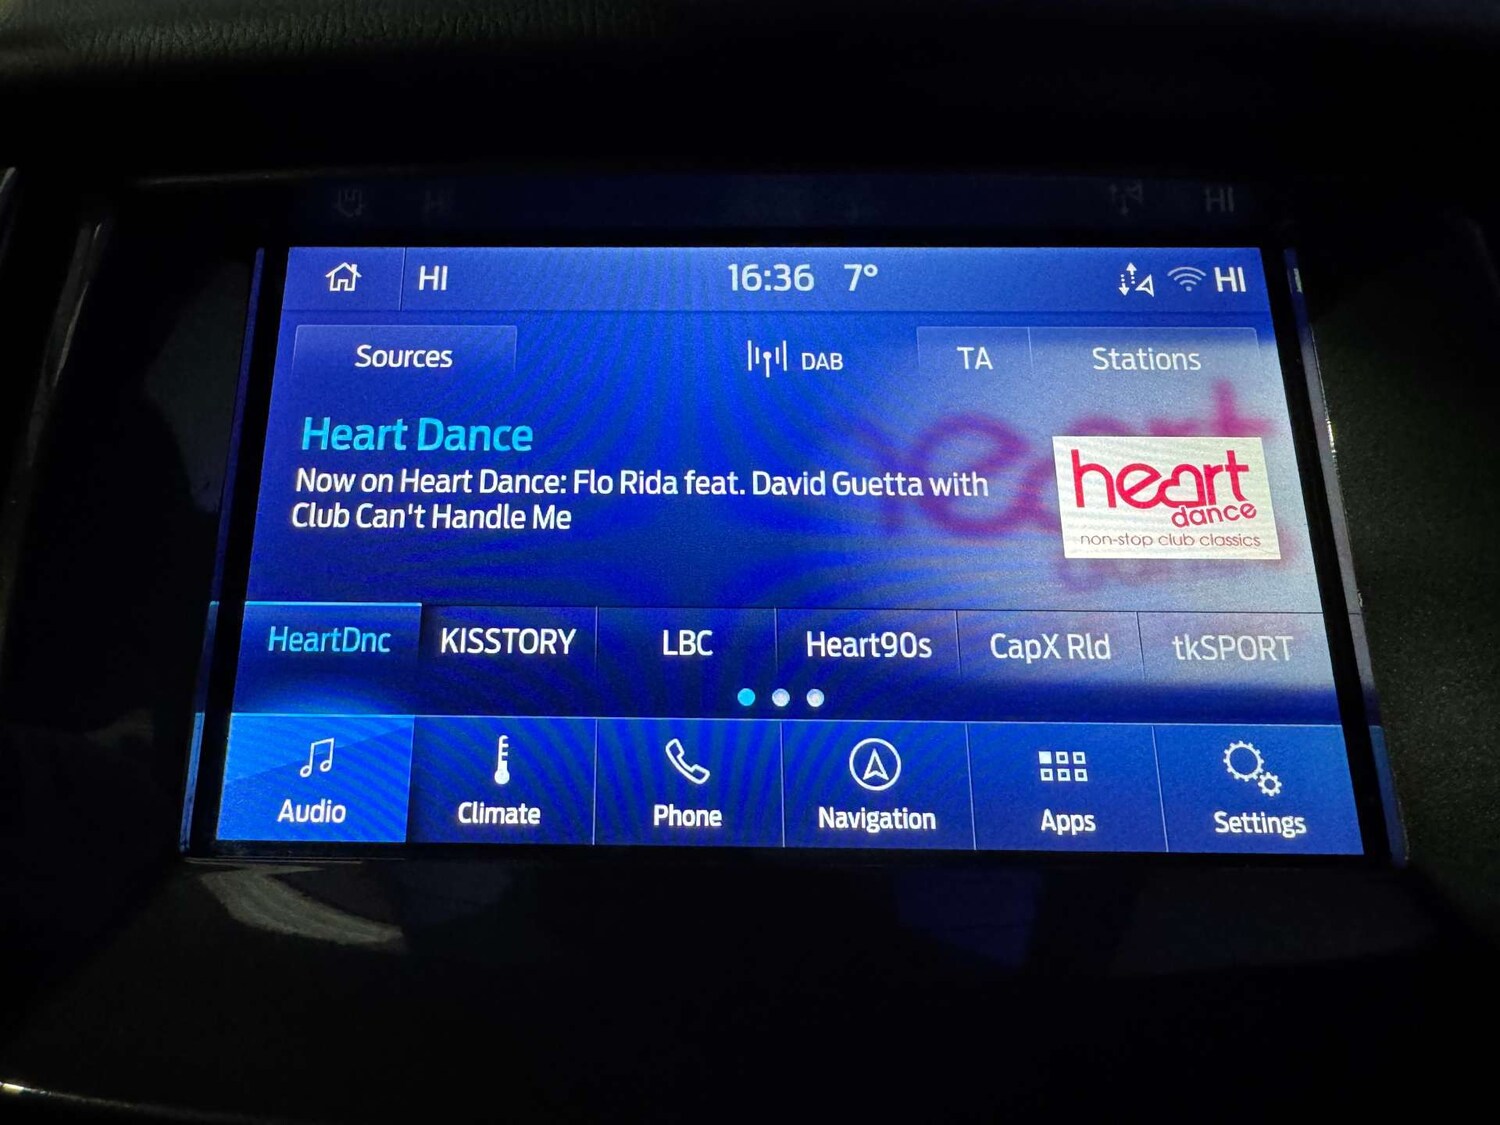 HI
16:36 7°
HI
Sources
DAB
TA
Stations
Heart Dance
Now on Heart Dance: Flo Rida feat. David Guetta with
Club Can't Handle Me
heart
dance
non-stop club classics
HeartDnc
KISSTORY
LBC
Heart90s
CapX Rld
tkSPORT
Audio
Climate
Phone
Navigation
Apps
Settings